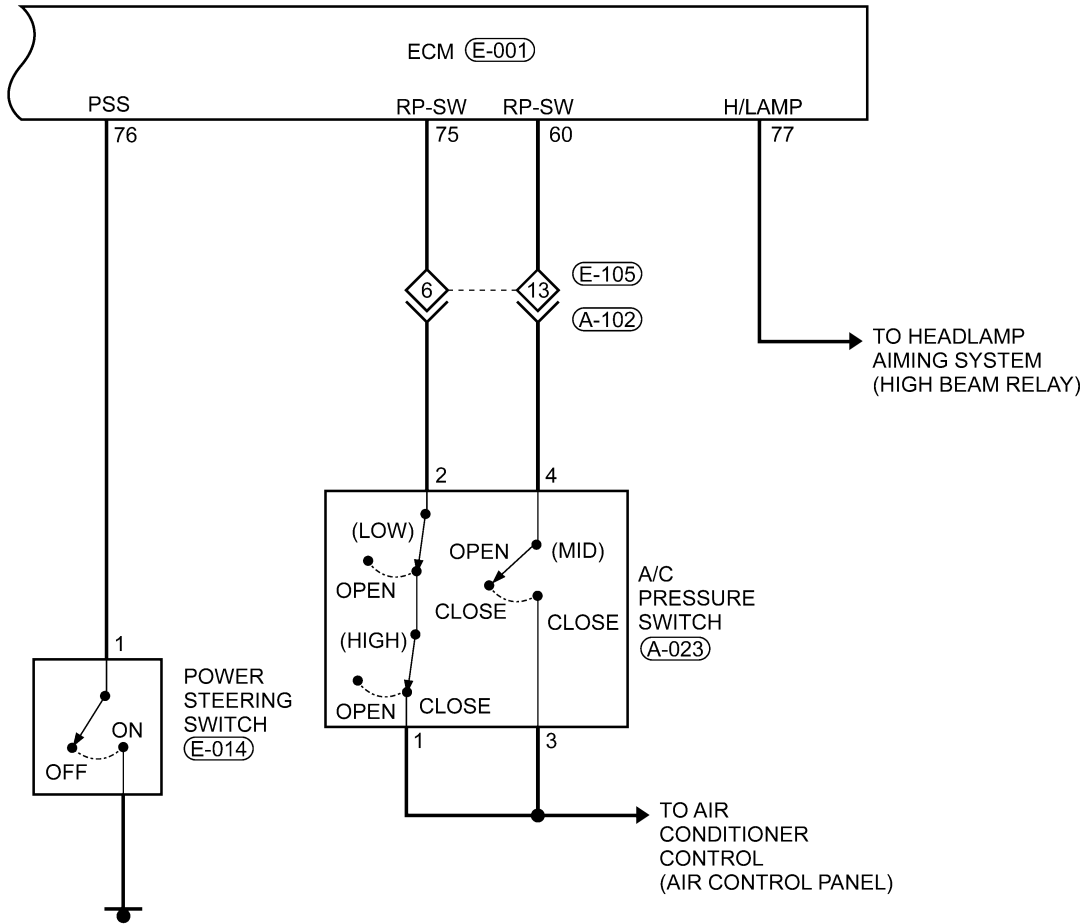 ECM E-001
PSS
RP-SW
RP-SW
H/LAMP
76
75
60
77
6
13
E-105
A-102
TO HEADLAMP
AIMING SYSTEM
(HIGH BEAM RELAY)
2
4
(LOW)
OPEN
OPEN
(MID)
CLOSE
CLOSE
(HIGH)
OPEN
CLOSE
A/C
PRESSURE
SWITCH
A-023
1
3
1
ON
OFF
POWER
STEERING
SWITCH
E-014
TO AIR
CONDITIONER
CONTROL
(AIR CONTROL PANEL)